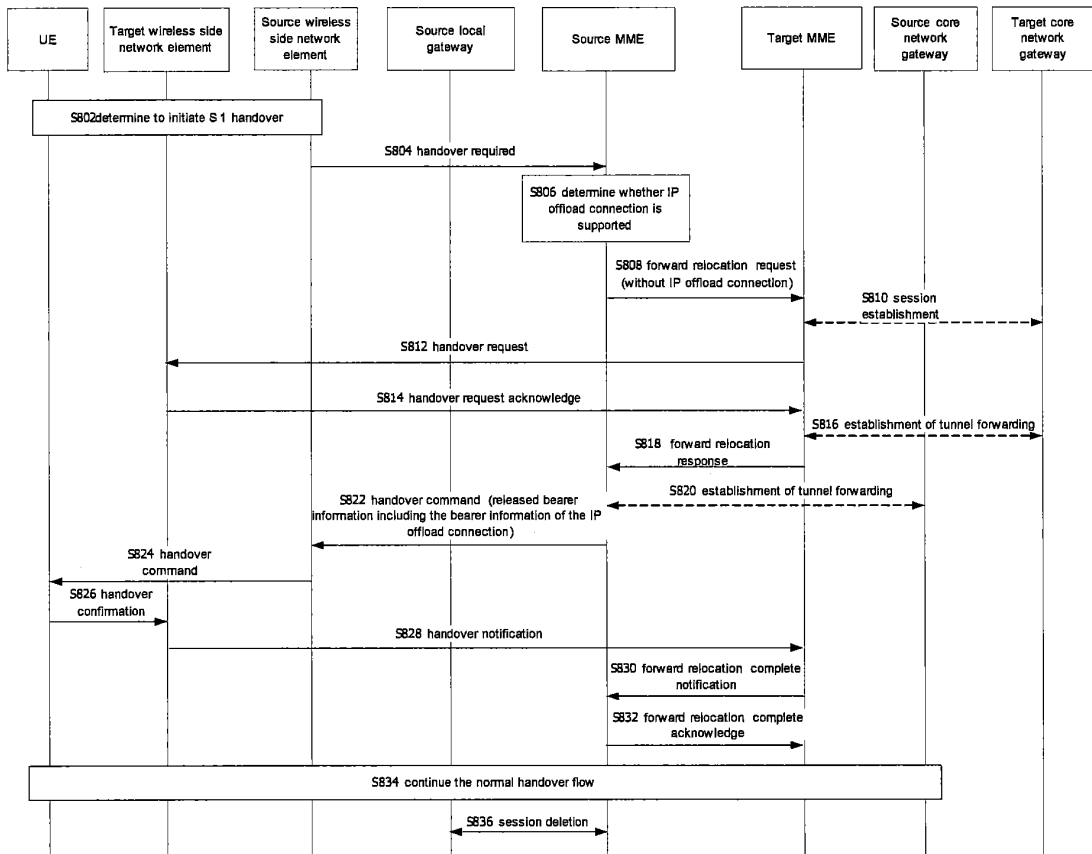 UE
Target wireless side
network element
Source wireless
side network
element
Source local
gateway
Source MME
Target MME
Source core
network
gateway
Target core
network
gateway
S802determine to initiate S1 handover
S804 handover required
S806 determine whether IP
offload connection is
supported
S808 forward relocation request
(without IP offload connection)
S810 session
establishment
S812 handover request
S814 handover request acknowledge
S816 establishment of tunnel forwarding
S818 forward relocation
response
S820 establishment of tunnel forwarding
S822 handover command (released bearer
information including the bearer information of the IP
offload connection)
S824 handover
command
S826 handover
confirmation
S828 handover notification
S830 forward relocation complete
notification
S832 forward relocation complete
acknowledge
S834 continue the normal handover flow
S836 session deletion